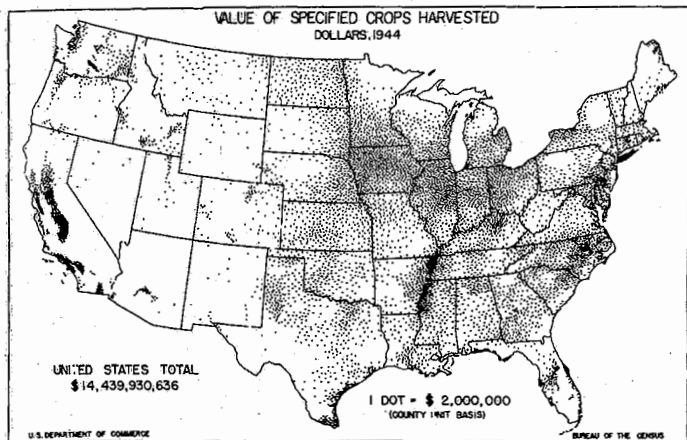 VALUE OF SPECIFIED CROPS HARVESTED
DOLLARS, 1944
UNITED STATES TOTAL
$14,439,930,636
1 DOT = $ 2,000,000
(COUNTY UNIT BASIS)
U.S. DEPARTMENT OF COMMERCE
BUREAU OF THE CENSUS